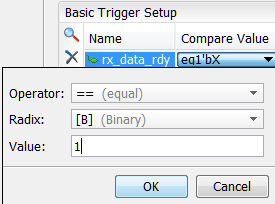 Basic Trigger Setup
Name Compare Value
rx_data_rdy eq1'bX
Operator: == (equal)
Radix: [B] (Binary)
Value: 1
OK Cancel